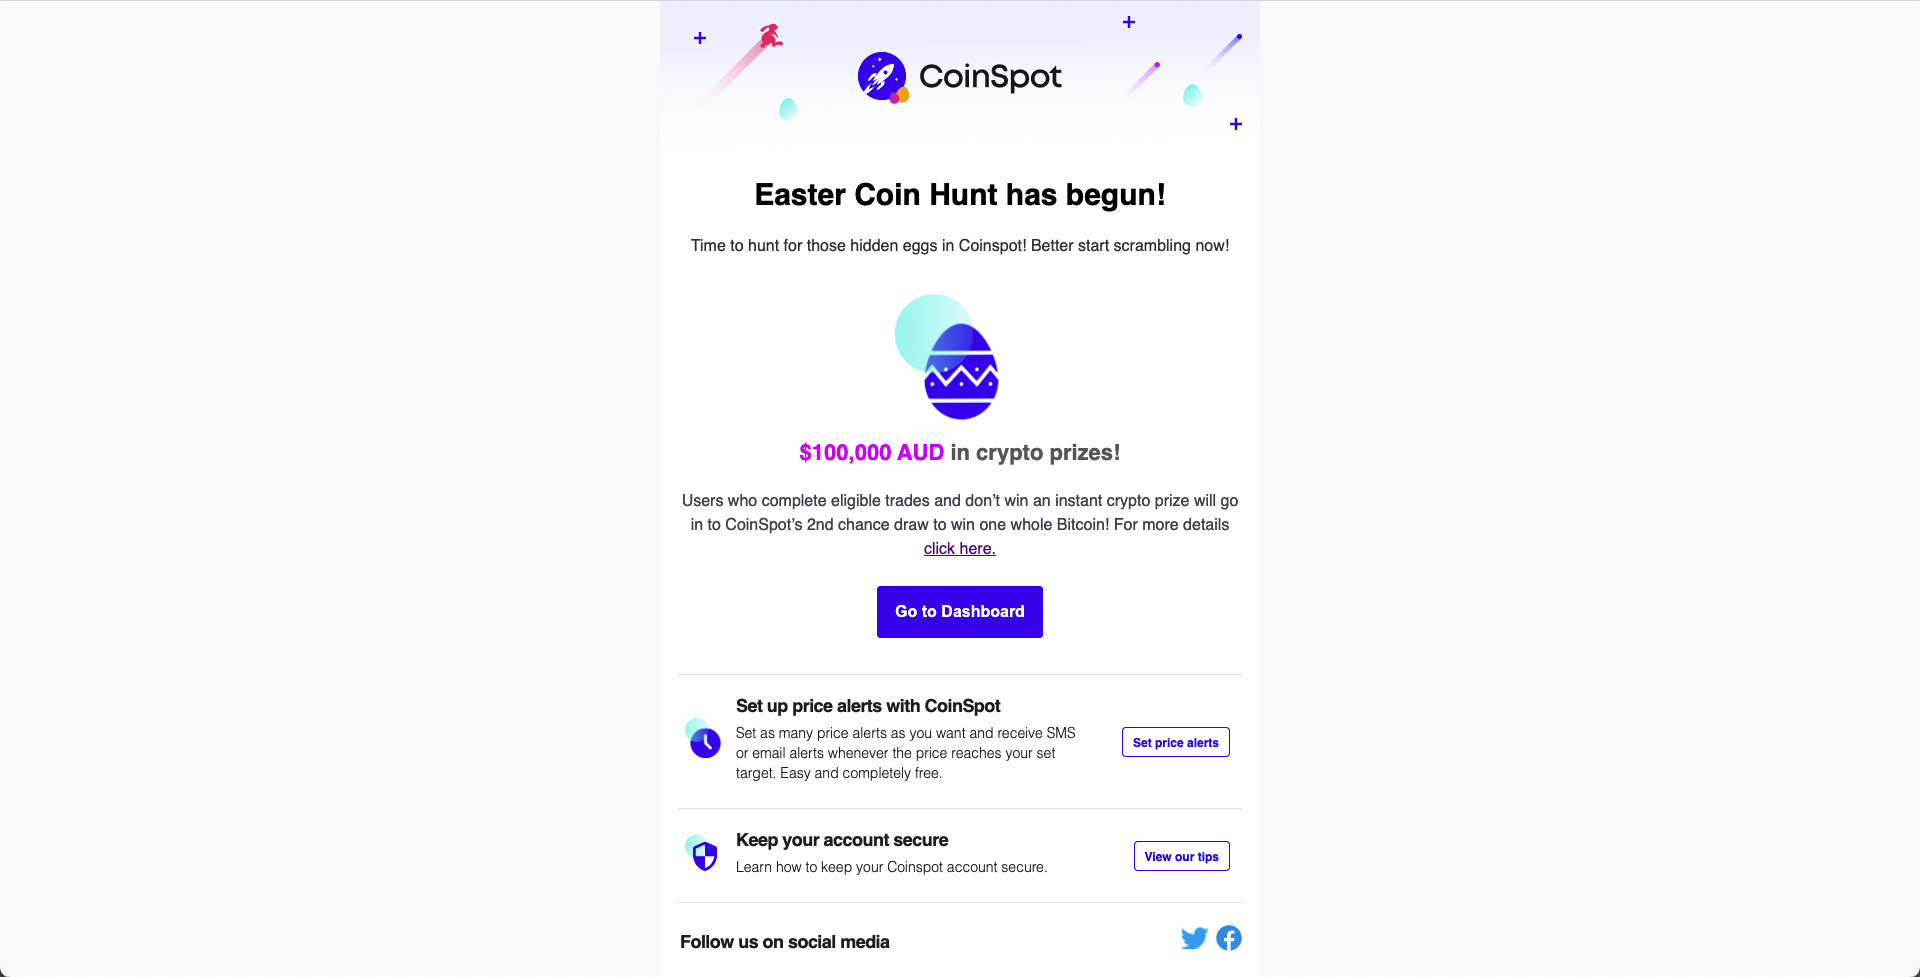 CoinSpot
Easter Coin Hunt has begun!
Time to hunt for those hidden eggs in Coinspot! Better start scrambling now!
$100,000 AUD in crypto prizes!
Users who complete eligible trades and don’t win an instant crypto prize will go
in to CoinSpot’s 2nd chance draw to win one whole Bitcoin! For more details
click here.
Go to Dashboard
Set up price alerts with CoinSpot
Set as many price alerts as you want and receive SMS
or email alerts whenever the price reaches your set
target. Easy and completely free.
Set price alerts
Keep your account secure
Learn how to keep your Coinspot account secure.
View our tips
Follow us on social media